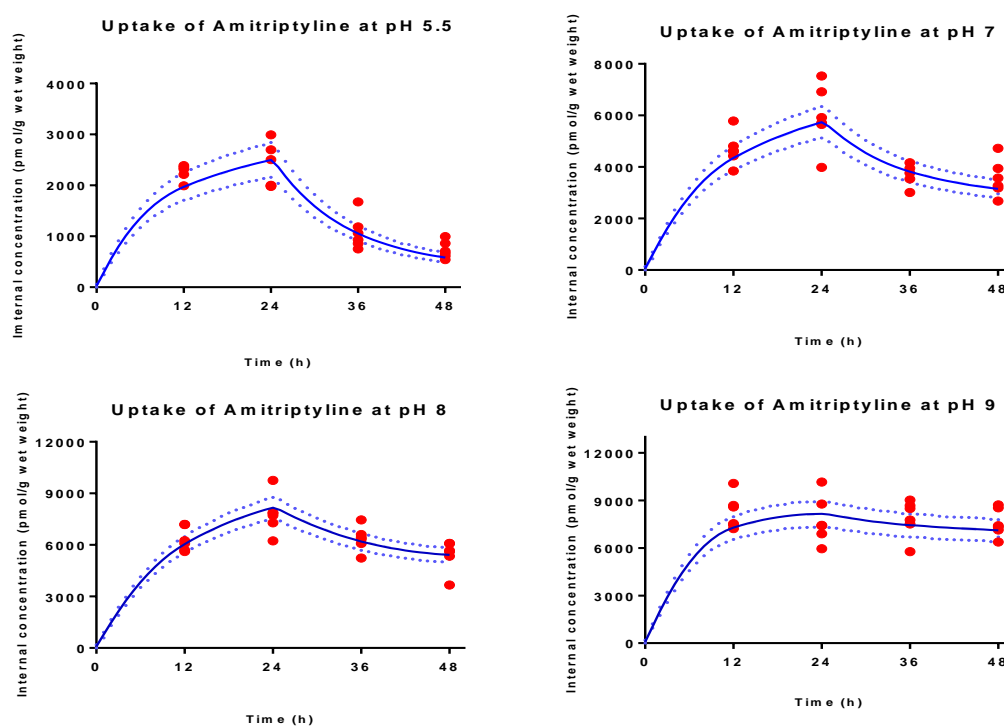 Uptake of Amitriptyline at pH 5.5
Internal concentration (pmol/g wet weight)
4000
3000
2000
1000
0
0 12 24 36 48
Time (h)
Uptake of Amitriptyline at pH 7
Internal concentration (pmol/g wet weight)
8000
6000
4000
2000
0
0 12 24 36 48
Time (h)
Uptake of Amitriptyline at pH 8
Internal concentration (pmol/g wet weight)
12000
9000
6000
3000
0
0 12 24 36 48
Time (h)
Uptake of Amitriptyline at pH 9
Internal concentration (pmol/g wet weight)
12000
9000
6000
3000
0
0 12 24 36 48
Time (h)